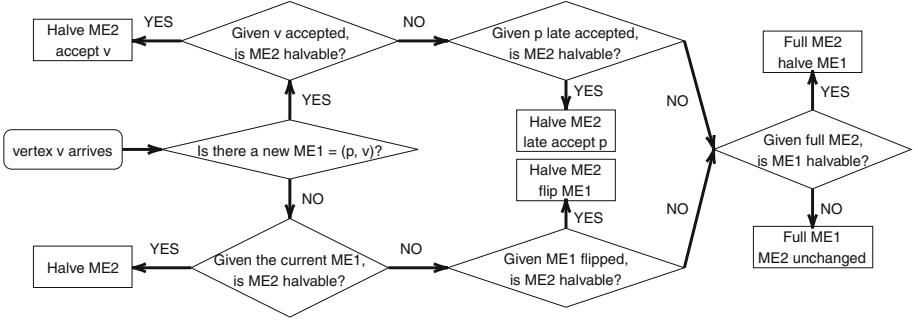 Halve ME2
accept v
YES
Given v accepted,
is ME2 halvable?
NO
Given p late accepted,
is ME2 halvable?
Full ME2
halve ME1
YES
YES
NO
YES
Halve ME2
late accept p
vertex v arrives
Is there a new ME1 = (p, v)?
Given full ME2,
is ME1 halvable?
Halve ME2
flip ME1
NO
YES
NO
NO
Full ME1
ME2 unchanged
Halve ME2
YES
Given the current ME1,
is ME2 halvable?
NO
Given ME1 flipped,
is ME2 halvable?